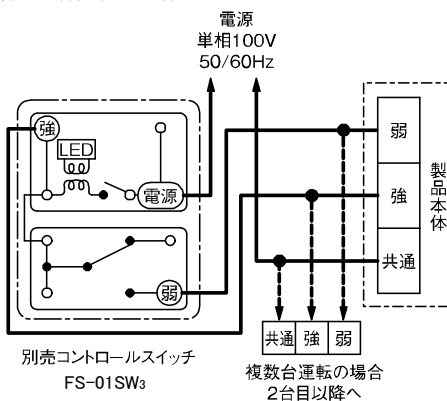 電源
単相100V
50/60Hz
強
LED
電源
弱
弱
強
共通
製品本体
共通 強 弱
別売コントロールスイッチ
FS-01SW3
複数台運転の場合
2台目以降へ